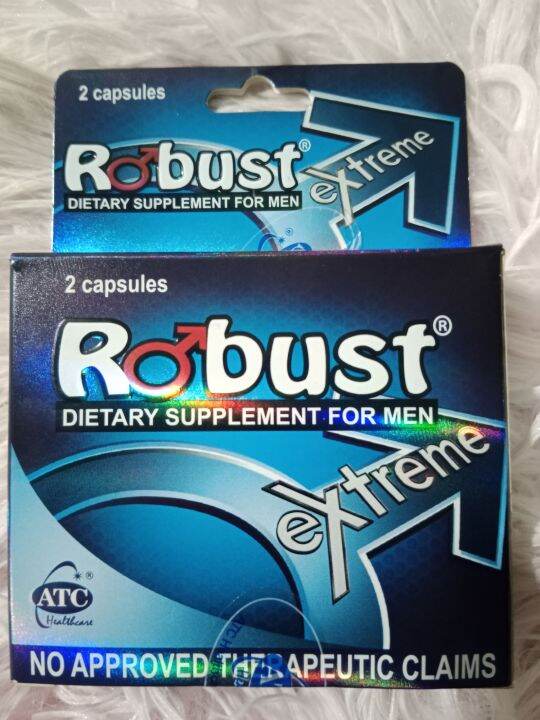 2 capsules
Robust®
DIETARY SUPPLEMENT FOR MEN
extreme
2 capsules
Robust®
DIETARY SUPPLEMENT FOR MEN
extreme
ATC®
Healthcare
NO APPROVED THERAPEUTIC CLAIMS